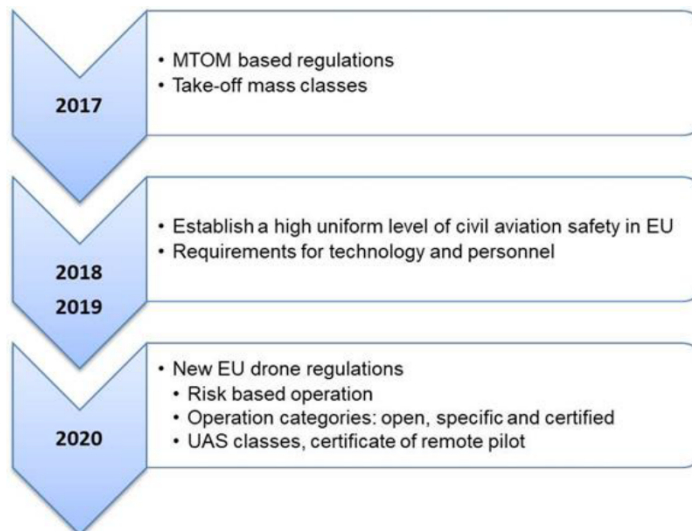 2017
• MTOM based regulations
• Take-off mass classes
2018
2019
• Establish a high uniform level of civil aviation safety in EU
• Requirements for technology and personnel
2020
• New EU drone regulations
• Risk based operation
• Operation categories: open, specific and certified
• UAS classes, certificate of remote pilot